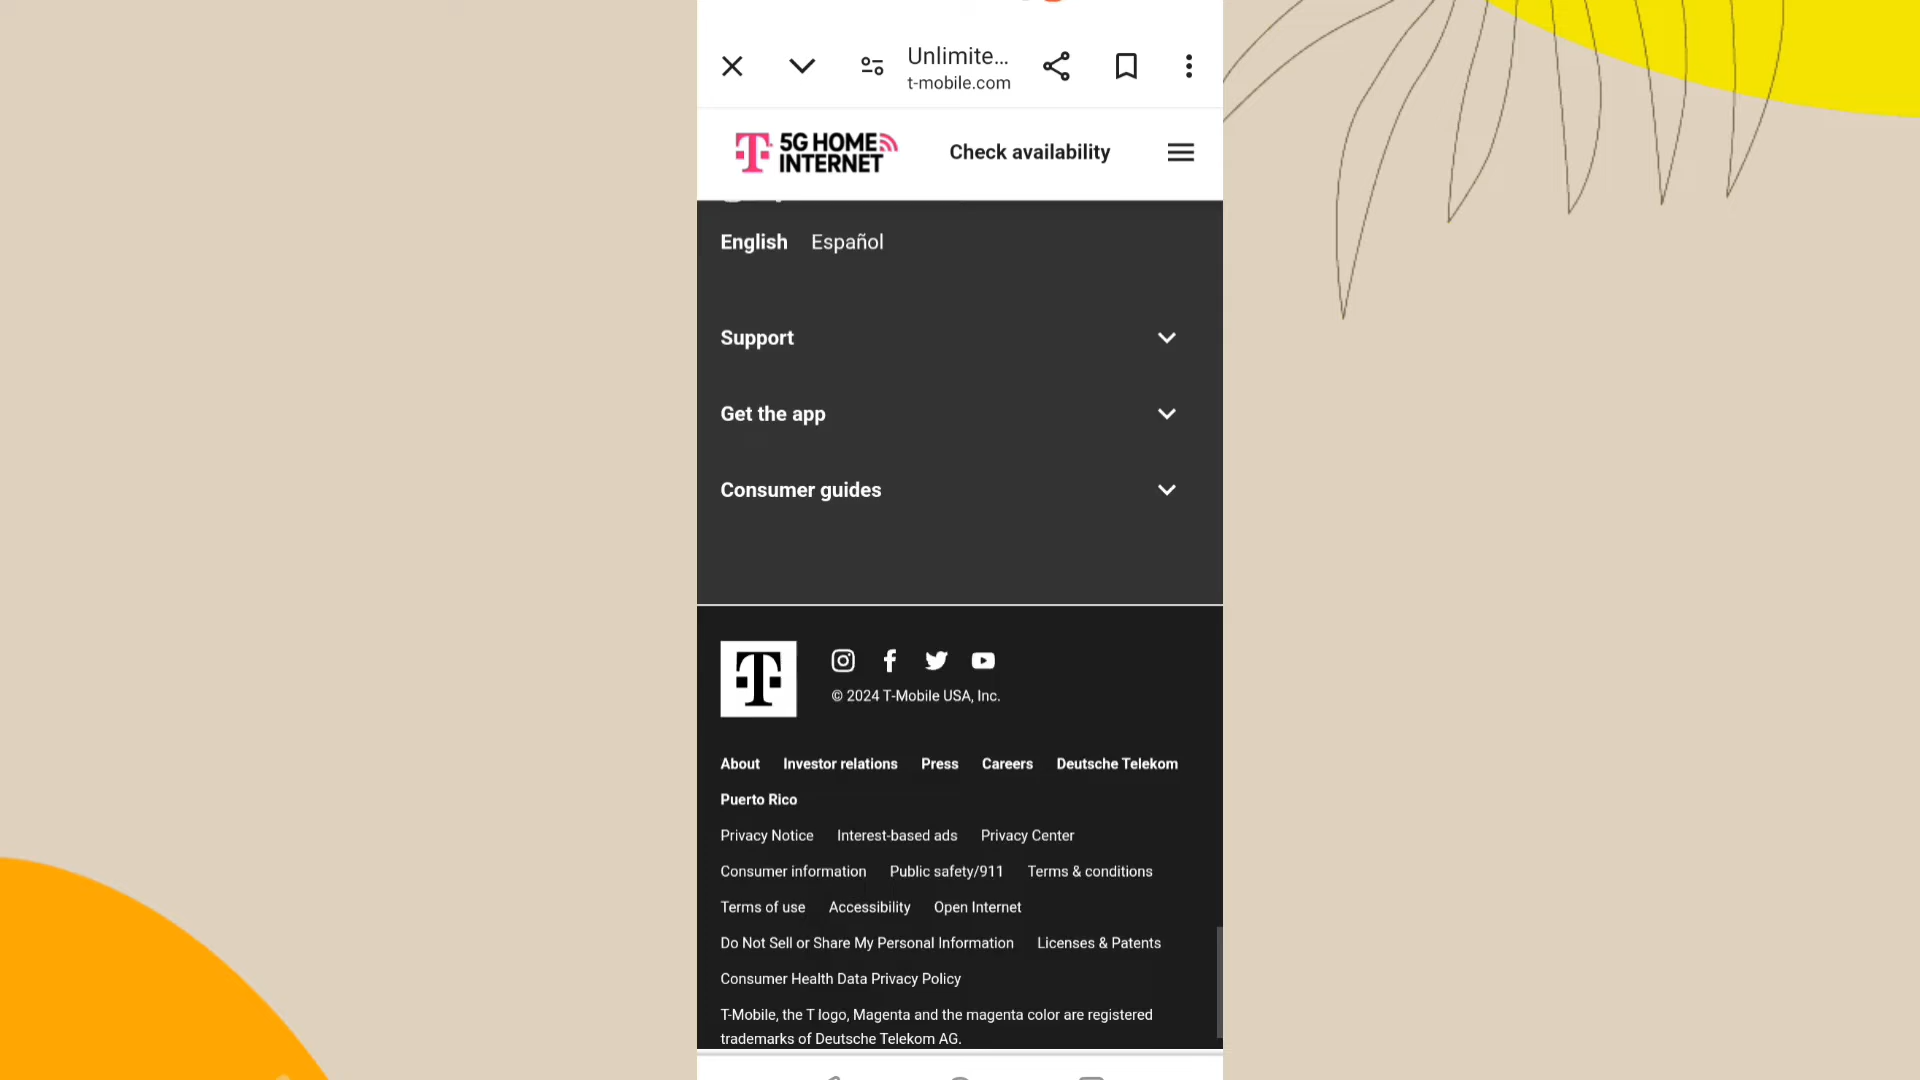 Unlimite...
t-mobile.com
T 5G HOME
INTERNET
Check availability
English Español
Support
Get the app
Consumer guides
T
© 2024 T-Mobile USA, Inc.
About Investor relations Press Careers Deutsche Telekom
Puerto Rico
Privacy Notice Interest-based ads Privacy Center
Consumer information Public safety/911 Terms & conditions
Terms of use Accessibility Open Internet
Do Not Sell or Share My Personal Information Licenses & Patents
Consumer Health Data Privacy Policy
T-Mobile, the T logo, Magenta and the magenta color are registered
trademarks of Deutsche Telekom AG.